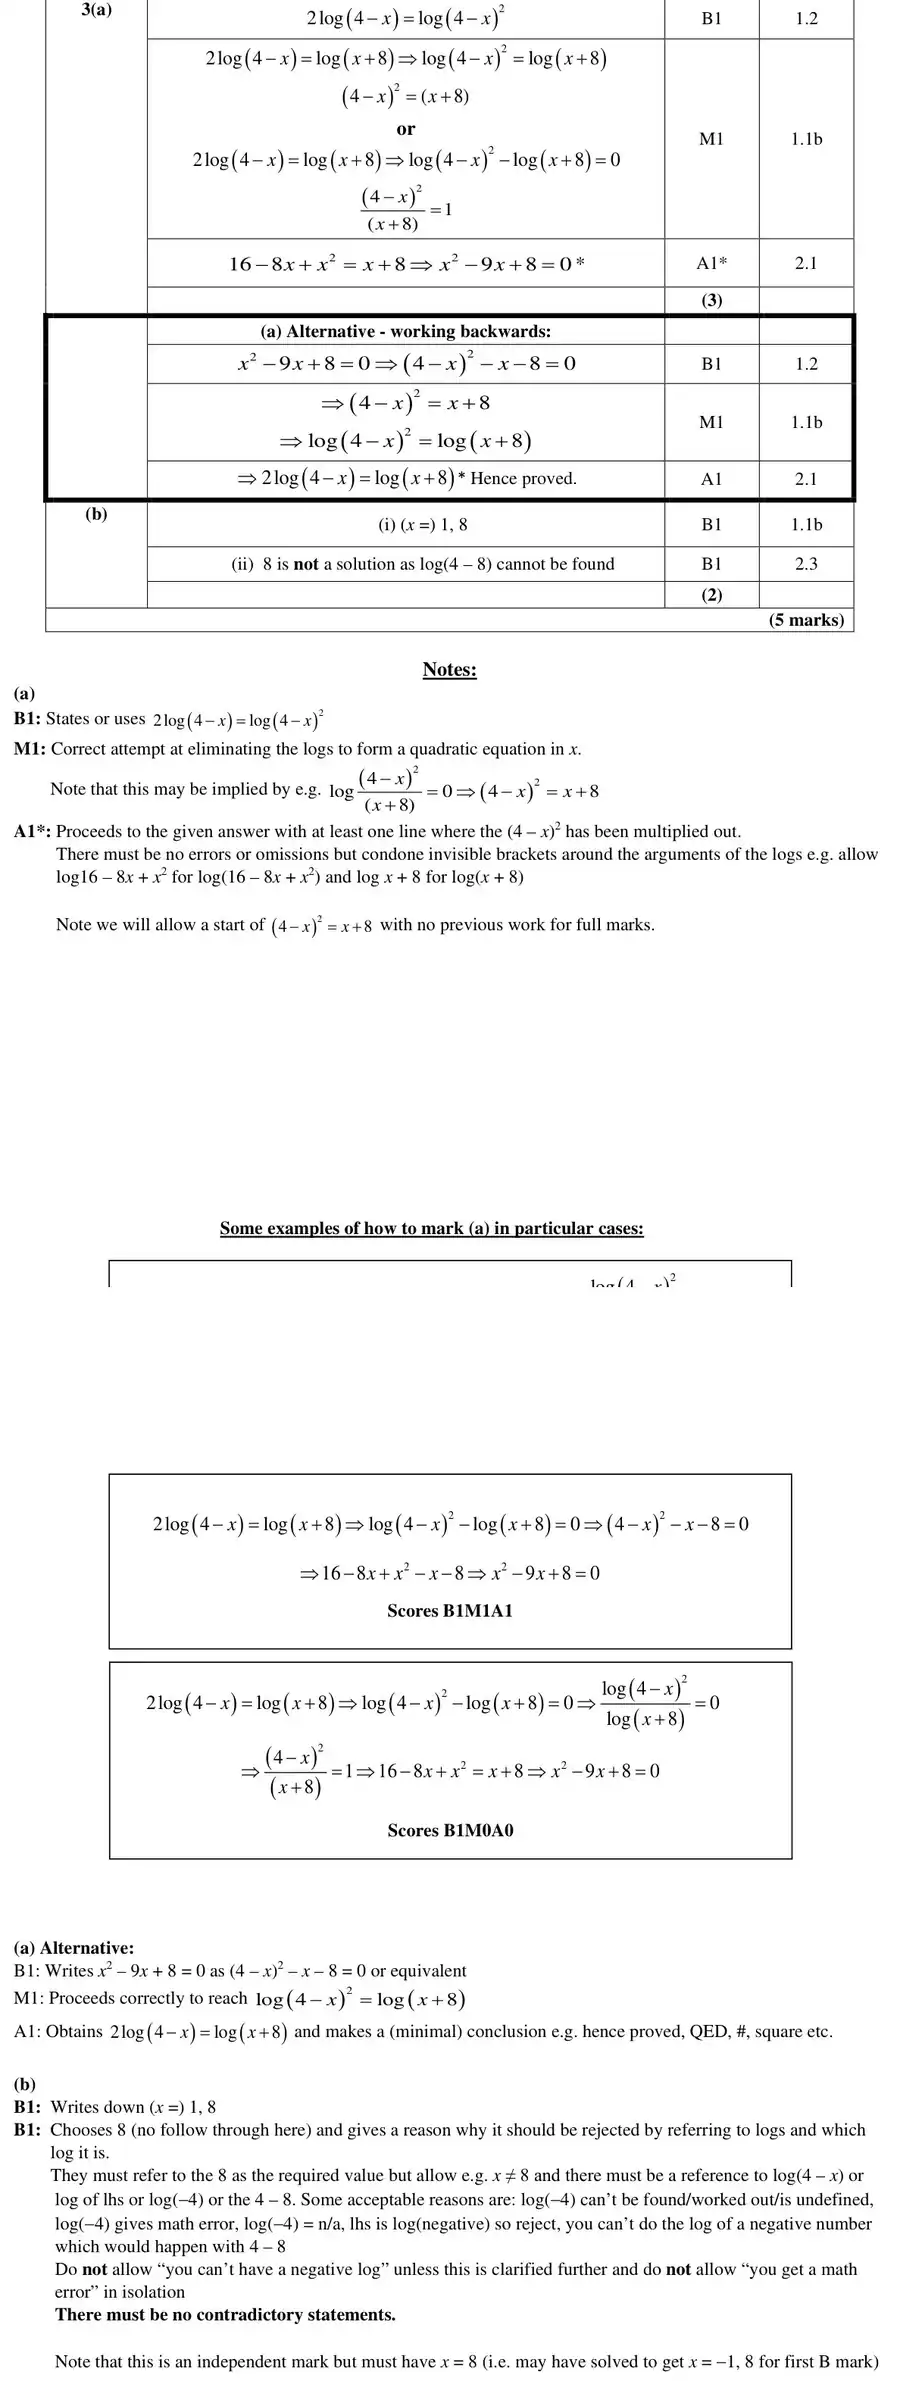 3(a) 2log(4 – x) = log(4 – x)² B1 1.2
2log(4 – x) = log(x + 8) ⇒ log(4 – x)² = log(x + 8)
(4 – x)² = (x + 8)
or
2log(4 – x) = log(x + 8) ⇒ log(4 – x)² – log(x + 8) = 0
(4 – x)²/(x + 8) = 1
M1 1.1b
16 – 8x + x² = x + 8 ⇒ x² – 9x + 8 = 0 * A1* 2.1
(3)
(a) Alternative - working backwards:
x² – 9x + 8 = 0 ⇒ (4 – x)² – x – 8 = 0 B1 1.2
⇒ (4 – x)² = x + 8
⇒ log(4 – x)² = log(x + 8)
M1 1.1b
⇒ 2log(4 – x) = log(x + 8) * Hence proved. A1 2.1
(b) (i) (x =) 1, 8 B1 1.1b
(ii) 8 is not a solution as log(4 – 8) cannot be found B1 2.3
(2)
(5 marks)
Notes:
(a)
B1: States or uses 2log(4 – x) = log(4 – x)²
M1: Correct attempt at eliminating the logs to form a quadratic equation in x.
Note that this may be implied by e.g. log (4 – x)²/(x + 8) = 0 ⇒ (4 – x)² = x + 8
A1*: Proceeds to the given answer with at least one line where the (4 – x)² has been multiplied out.
There must be no errors or omissions but condone invisible brackets around the arguments of the logs e.g. allow
log16 – 8x + x² for log(16 – 8x + x²) and log x + 8 for log(x + 8)
Note we will allow a start of (4 – x)² = x + 8 with no previous work for full marks.
Some examples of how to mark (a) in particular cases:
2log(4 – x) = log(x + 8) ⇒ log(4 – x)² – log(x + 8) = 0 ⇒ (4 – x)² – x – 8 = 0
⇒ 16 – 8x + x² – x – 8 ⇒ x² – 9x + 8 = 0
Scores B1M1A1
2log(4 – x) = log(x + 8) ⇒ log(4 – x)² – log(x + 8) = 0 ⇒ log(4 – x)²/log(x + 8) = 0
⇒ (4 – x)²/(x + 8) = 1 ⇒ 16 – 8x + x² = x + 8 ⇒ x² – 9x + 8 = 0
Scores B1M0A0
(a) Alternative:
B1: Writes x² – 9x + 8 = 0 as (4 – x)² – x – 8 = 0 or equivalent
M1: Proceeds correctly to reach log(4 – x)² = log(x + 8)
A1: Obtains 2log(4 – x) = log(x + 8) and makes a (minimal) conclusion e.g. hence proved, QED, #, square etc.
(b)
B1: Writes down (x =) 1, 8
B1: Chooses 8 (no follow through here) and gives a reason why it should be rejected by referring to logs and which
log it is.
They must refer to the 8 as the required value but allow e.g. x ≠ 8 and there must be a reference to log(4 – x) or
log of lhs or log(–4) or the 4 – 8. Some acceptable reasons are: log(–4) can’t be found/worked out/is undefined,
log(–4) gives math error, log(–4) = n/a, lhs is log(negative) so reject, you can’t do the log of a negative number
which would happen with 4 – 8
Do not allow “you can’t have a negative log” unless this is clarified further and do not allow “you get a math
error” in isolation
There must be no contradictory statements.
Note that this is an independent mark but must have x = 8 (i.e. may have solved to get x = –1, 8 for first B mark)